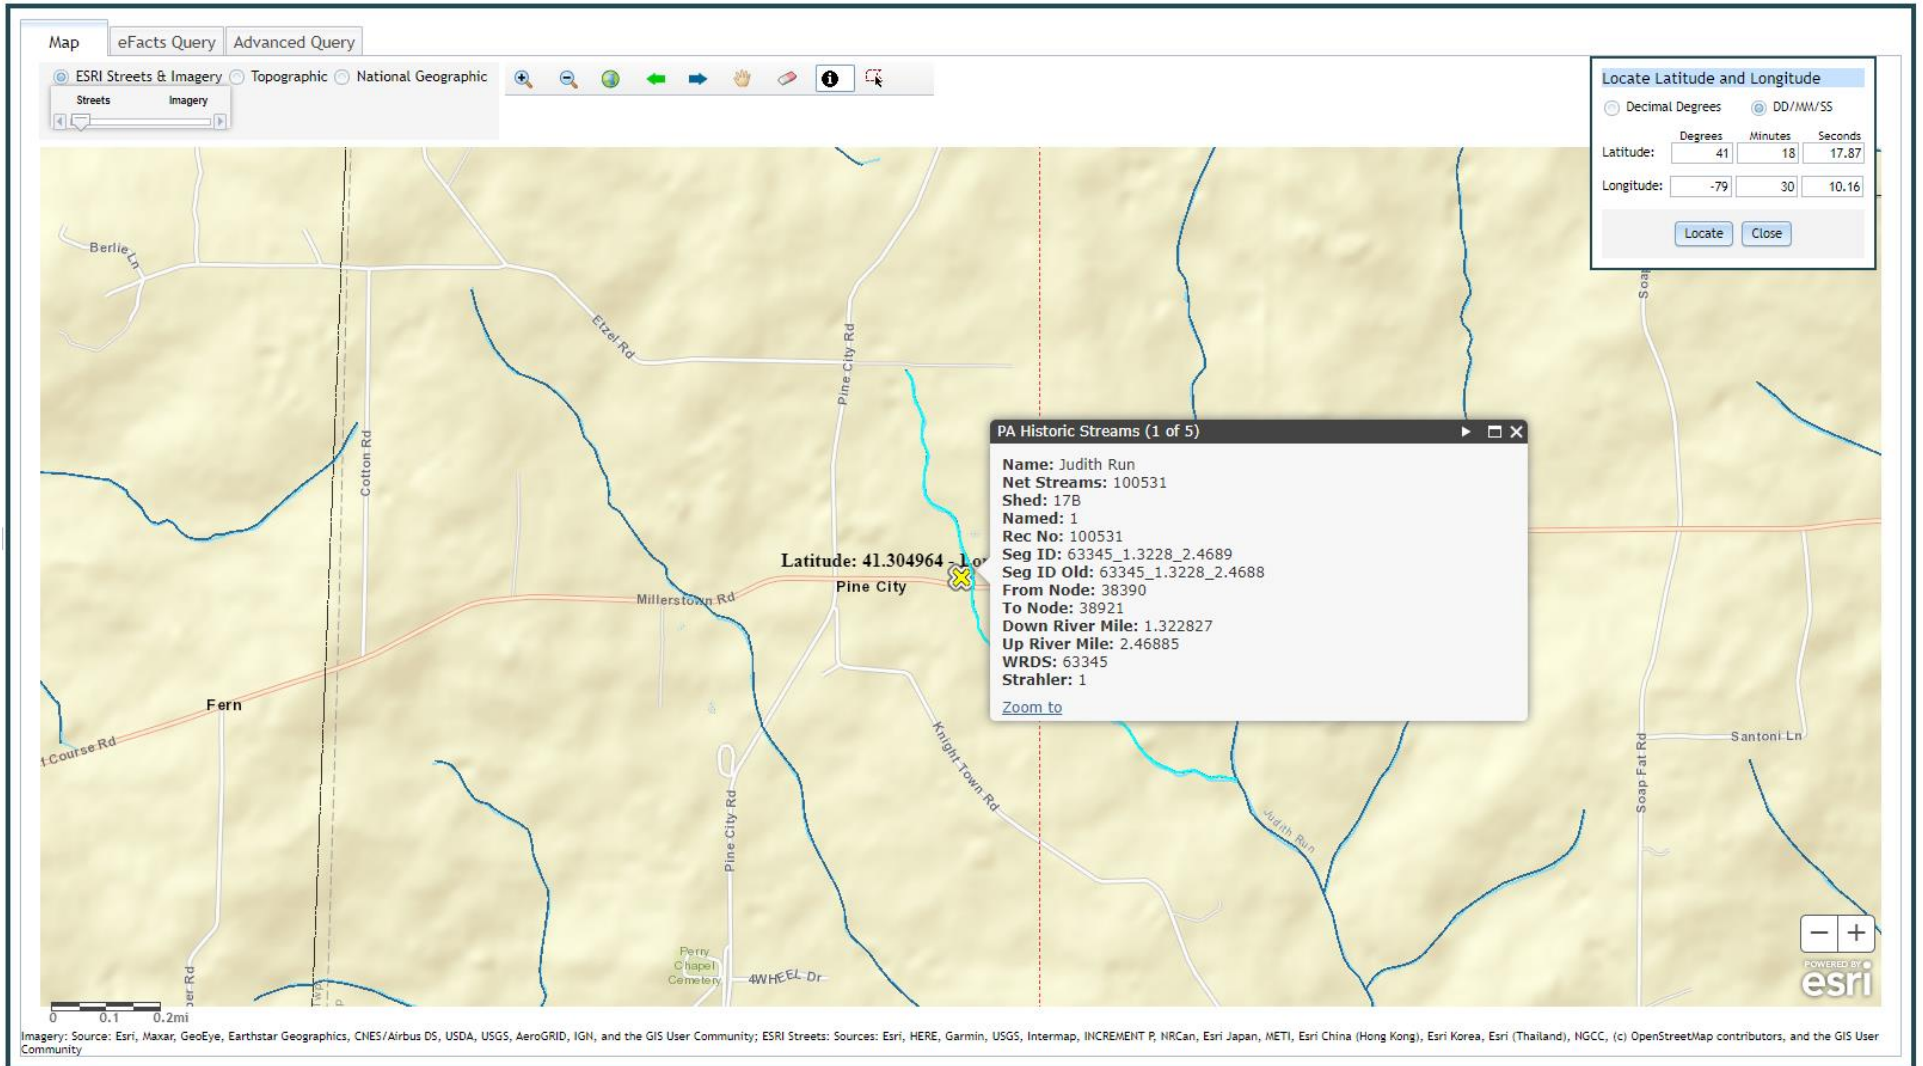 Map eFacts Query Advanced Query
ESRI Streets & Imagery Topographic National Geographic
Streets Imagery
Locate Latitude and Longitude
Decimal Degrees DD/MM/SS
Degrees Minutes Seconds
Latitude: 41 18 17.87
Longitude: -79 30 10.16
Locate Close
Berlie Ln
Etzel Rd
Pine City Rd
Cotton Rd
PA Historic Streams (1 of 5)
Name: Judith Run
Net Streams: 100531
Shed: 17B
Named: 1
Rec No: 100531
Seg ID: 63345_1.3228_2.4689
Seg ID Old: 63345_1.3228_2.4688
From Node: 38390
To Node: 38921
Down River Mile: 1.322827
Up River Mile: 2.46885
WRDS: 63345
Strahler: 1
Zoom to
Latitude: 41.304964 - Lo
Pine City
Millerstown Rd
Fern
Course Rd
Knight Town Rd
Pine City Rd
Judith Run
Soap Fat Rd
Santoni Ln
Perry
Chapel
Cemetery
4WHEEL Dr
Twp
0 0.1 0.2mi
POWERED BY
esri
Imagery: Source: Esri, Maxar, GeoEye, Earthstar Geographics, CNES/Airbus DS, USDA, USGS, AeroGRID, IGN, and the GIS User Community; ESRI Streets: Sources: Esri, HERE, Garmin, USGS, Intermap, INCREMENT P, NRCan, Esri Japan, METI, Esri China (Hong Kong), Esri Korea, Esri (Thailand), NGCC, (c) OpenStreetMap contributors, and the GIS User
Community